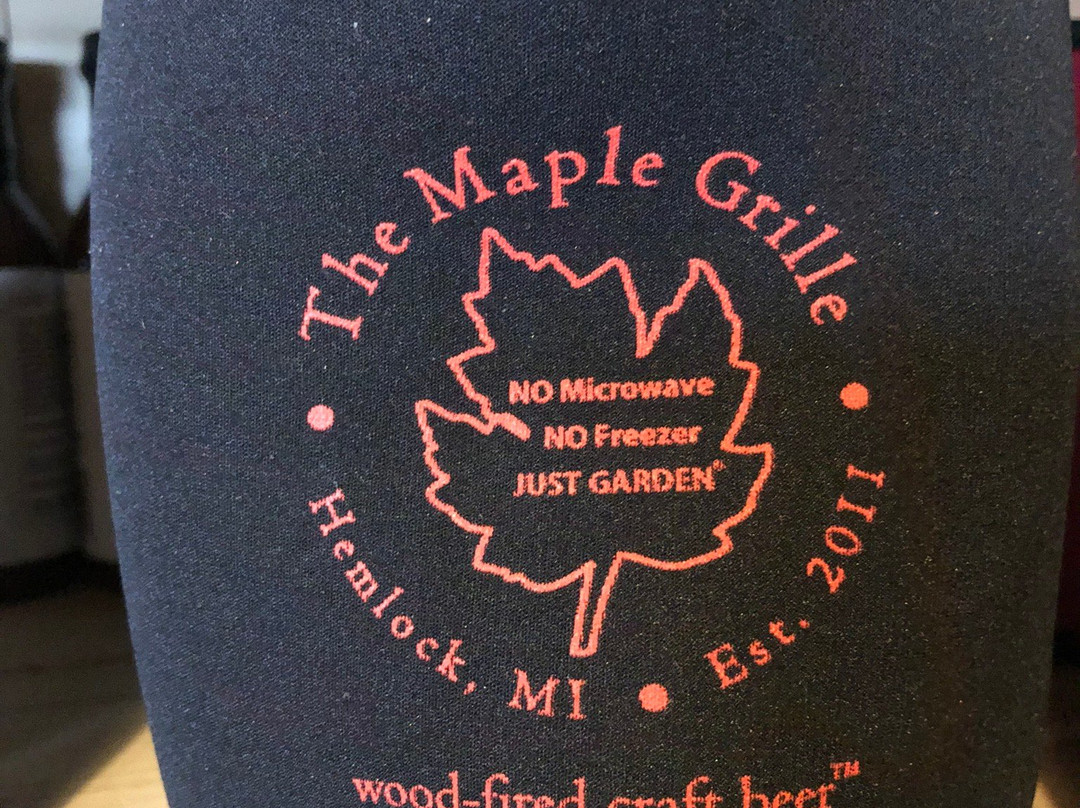 The Maple Grille
NO Microwave
NO Freezer
JUST GARDEN®
Hemlock, MI • Est. 2011
wood-fired craft beer™